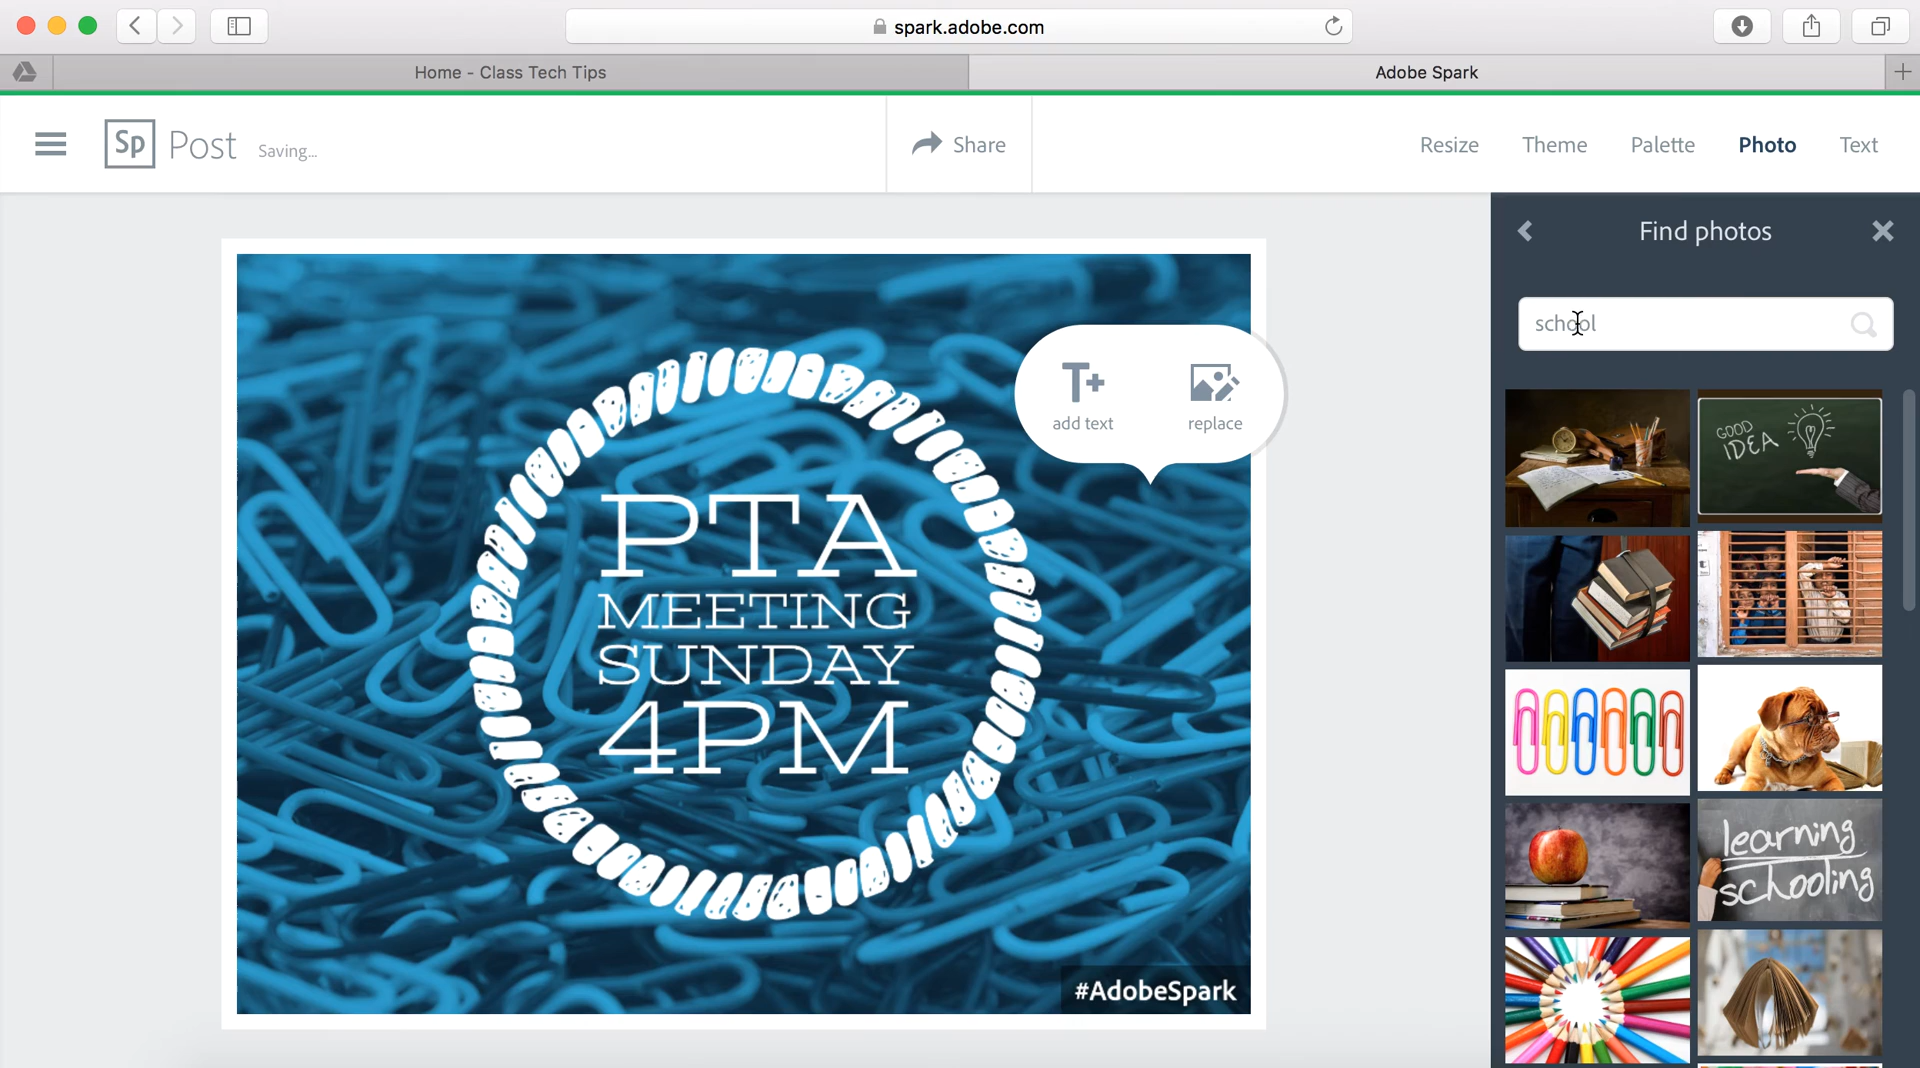 spark.adobe.com
Home - Class Tech Tips
Adobe Spark
Sp Post Saving...
Share
Resize Theme Palette Photo Text
Find photos
school
add text replace
PTA
MEETING
SUNDAY
4PM
#AdobeSpark
GOOD
IDEA
learning
schooling